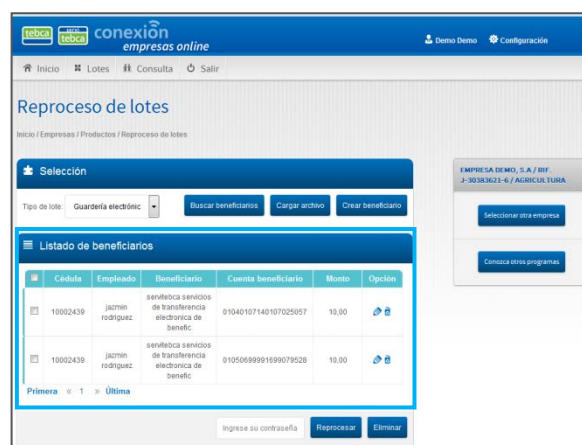 tebca
servitebca
conexión
empresas online
Demo Demo
Configuración
Inicio
Lotes
Consulta
Salir
Reproceso de lotes
Inicio / Empresas / Productos / Reproceso de lotes
Selección
Tipo de lote:
Guardería electrónic
Buscar beneficiarios
Cargar archivo
Crear beneficiario
EMPRESA DEMO, S.A / RIF.
J-30383621-6 / AGRICULTURA
Seleccionar otra empresa
Conozca otros programas
Listado de beneficiarios
Cédula Empleado Beneficiario Cuenta beneficiario Monto Opción
10002439
jazmin
rodriguez
servitebca servicios
de transferencia
electronica de
benefic
01040107140107025057
10,00
10002439
jazmin
rodriguez
servitebca servicios
de transferencia
electronica de
benefic
01050699991699079528
10,00
Primera « 1 » Última
Ingrese su contraseña
Reprocesar
Eliminar